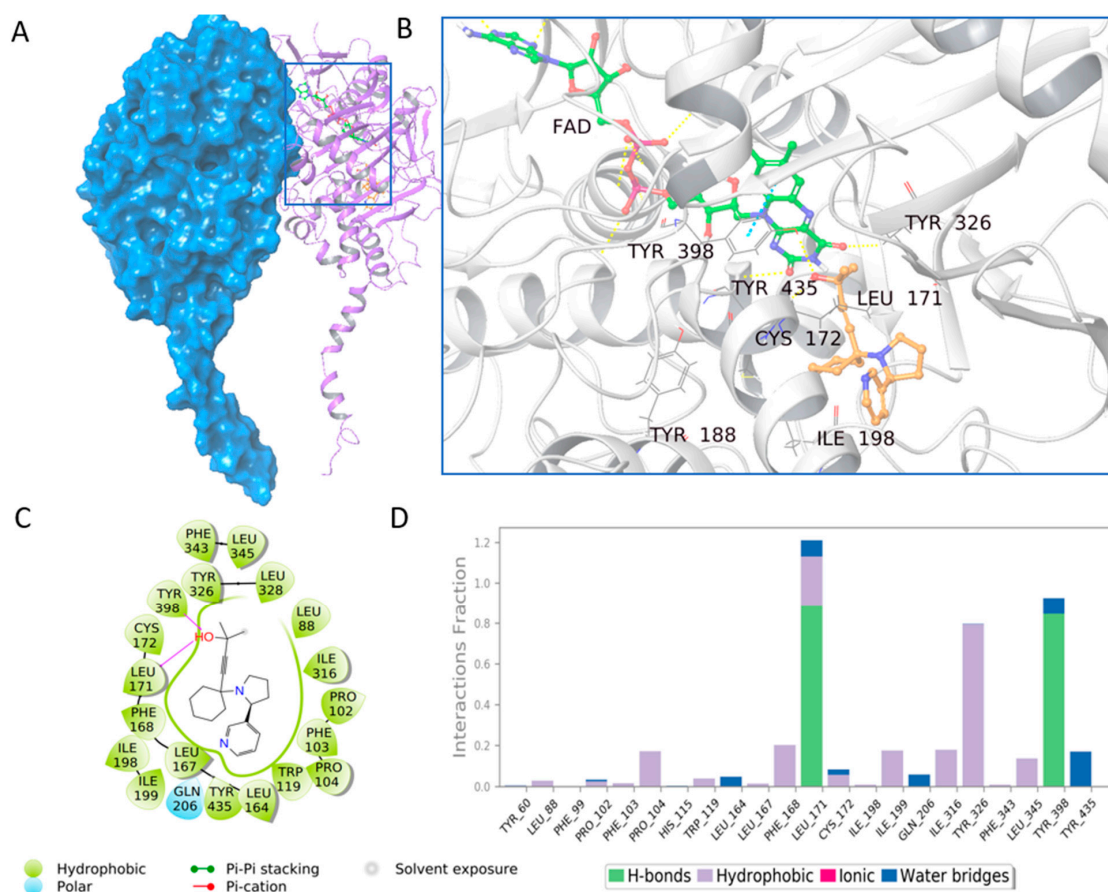 A
B
FAD
TYR 398
TYR 326
TYR 435
LEU 171
CYS 172
TYR 188
ILE 198
C
PHE 343
LEU 345
TYR 326
LEU 328
TYR 398
LEU 88
CYS 172
HO
ILE 316
LEU 171
N
PRO 102
PHE 168
PHE 103
ILE 198
LEU 167
N
PRO 104
ILE 199
TRP 119
GLN 206
TYR 435
LEU 164
Hydrophobic
Polar
Pi-Pi stacking
Pi-cation
Solvent exposure
D
Interactions Fraction
1.2
1.0
0.8
0.6
0.4
0.2
0.0
TYR_60
LEU_88
PHE_99
PRO_102
PHE_103
PRO_104
HIS_115
TRP_119
LEU_164
LEU_167
PHE_168
LEU_171
CYS_172
ILE_198
ILE_199
GLN_206
ILE_316
TYR_326
PHE_343
LEU_345
TYR_398
TYR_435
H-bonds Hydrophobic Ionic Water bridges